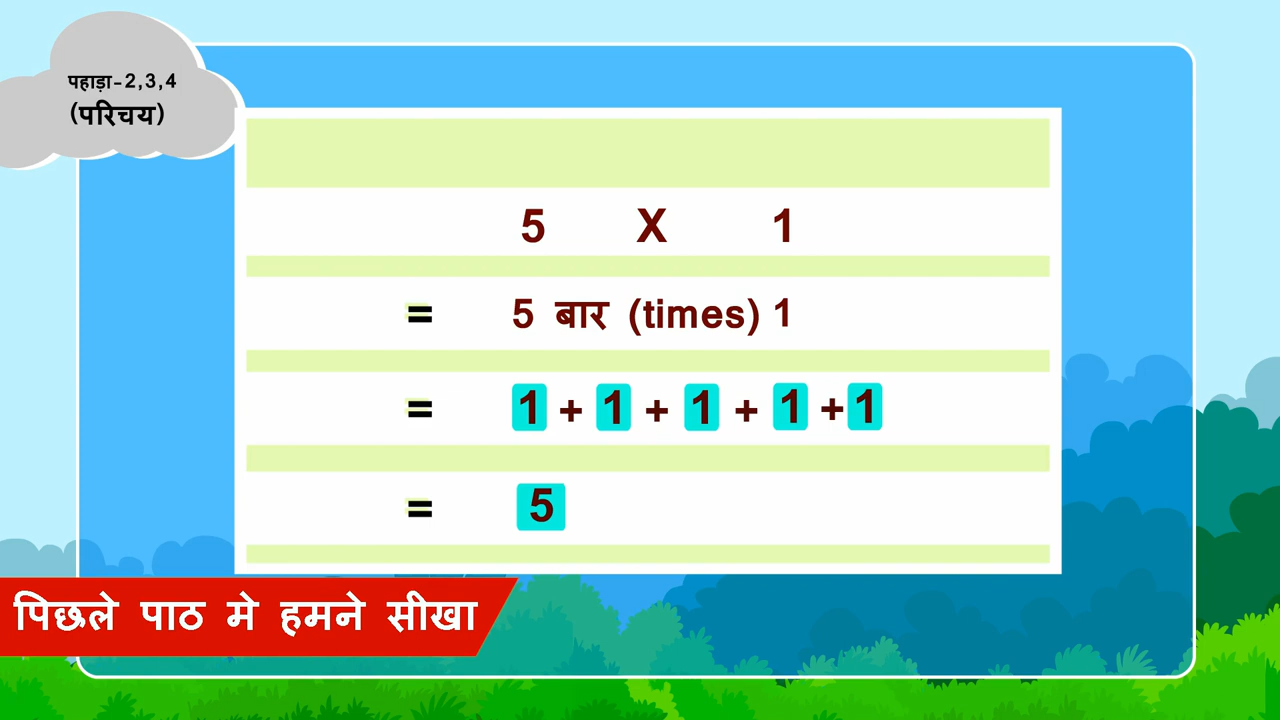 पहाड़ा-2,3,4
(परिचय)
5 X 1
= 5 बार (times) 1
= 1 + 1 + 1 + 1 + 1
= 5
पिछले पाठ मे हमने सीखा